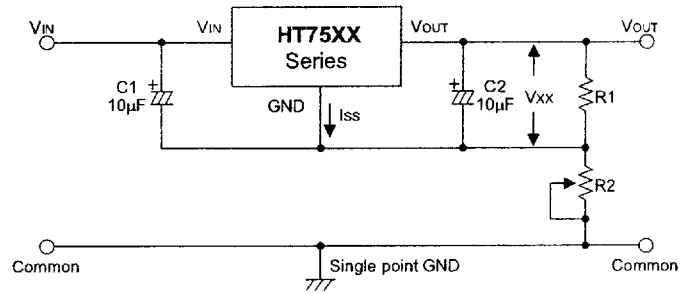 VIN
VIN
HT75XX
Series
VOUT
VOUT
C1
10µF
GND
ISS
C2
10µF
VXX
R1
R2
Common
Single point GND
Common